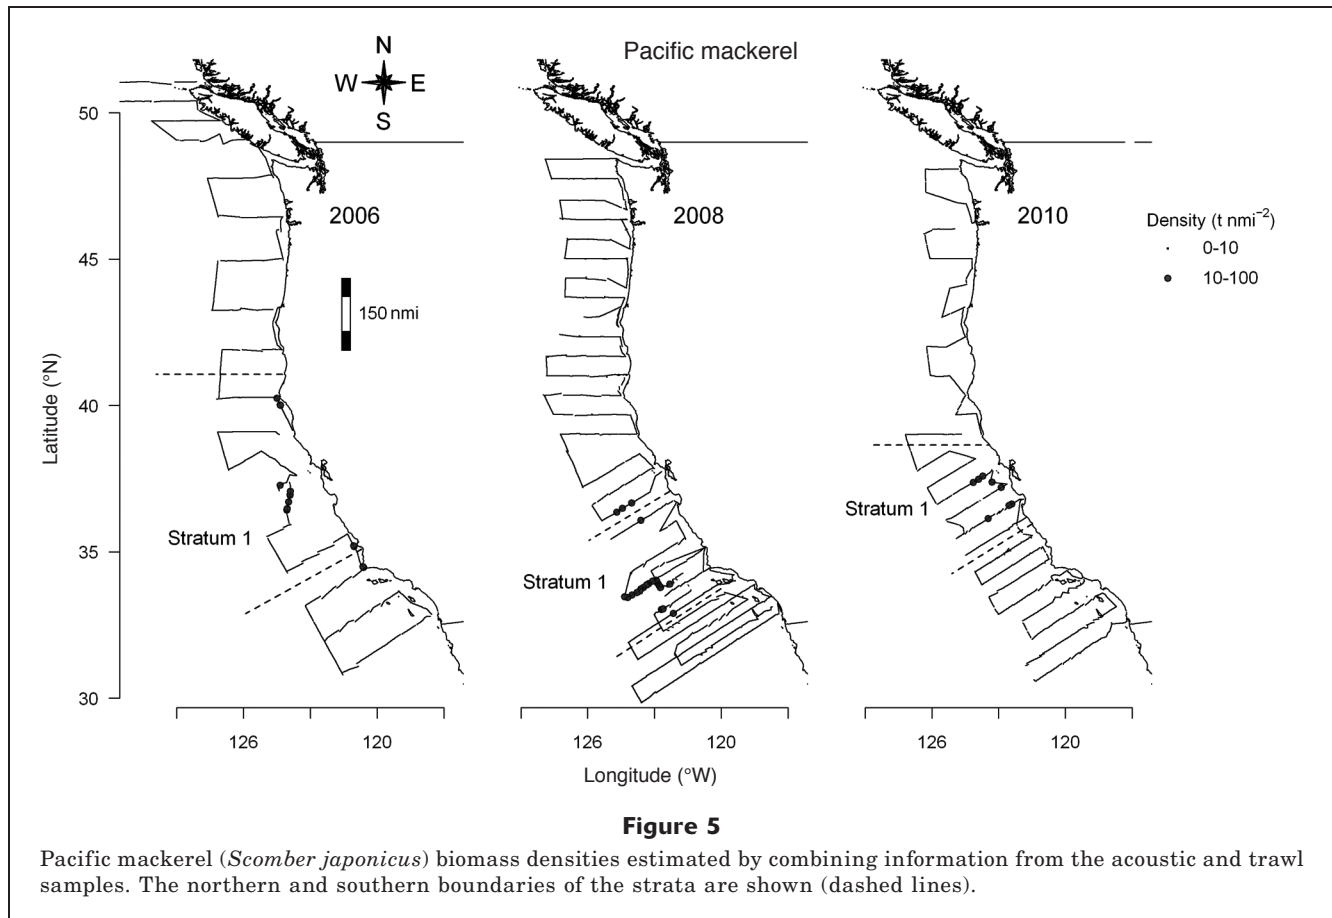 Pacific mackerel
N
W E
S
50
45
40
35
30
Latitude (°N)
2006
150 nmi
Stratum 1
2008
Stratum 1
2010
Stratum 1
Density (t nmi⁻²)
0-10
10-100
126 120
126 120
126 120
Longitude (°W)
Figure 5
Pacific mackerel (Scomber japonicus) biomass densities estimated by combining information from the acoustic and trawl
samples. The northern and southern boundaries of the strata are shown (dashed lines).